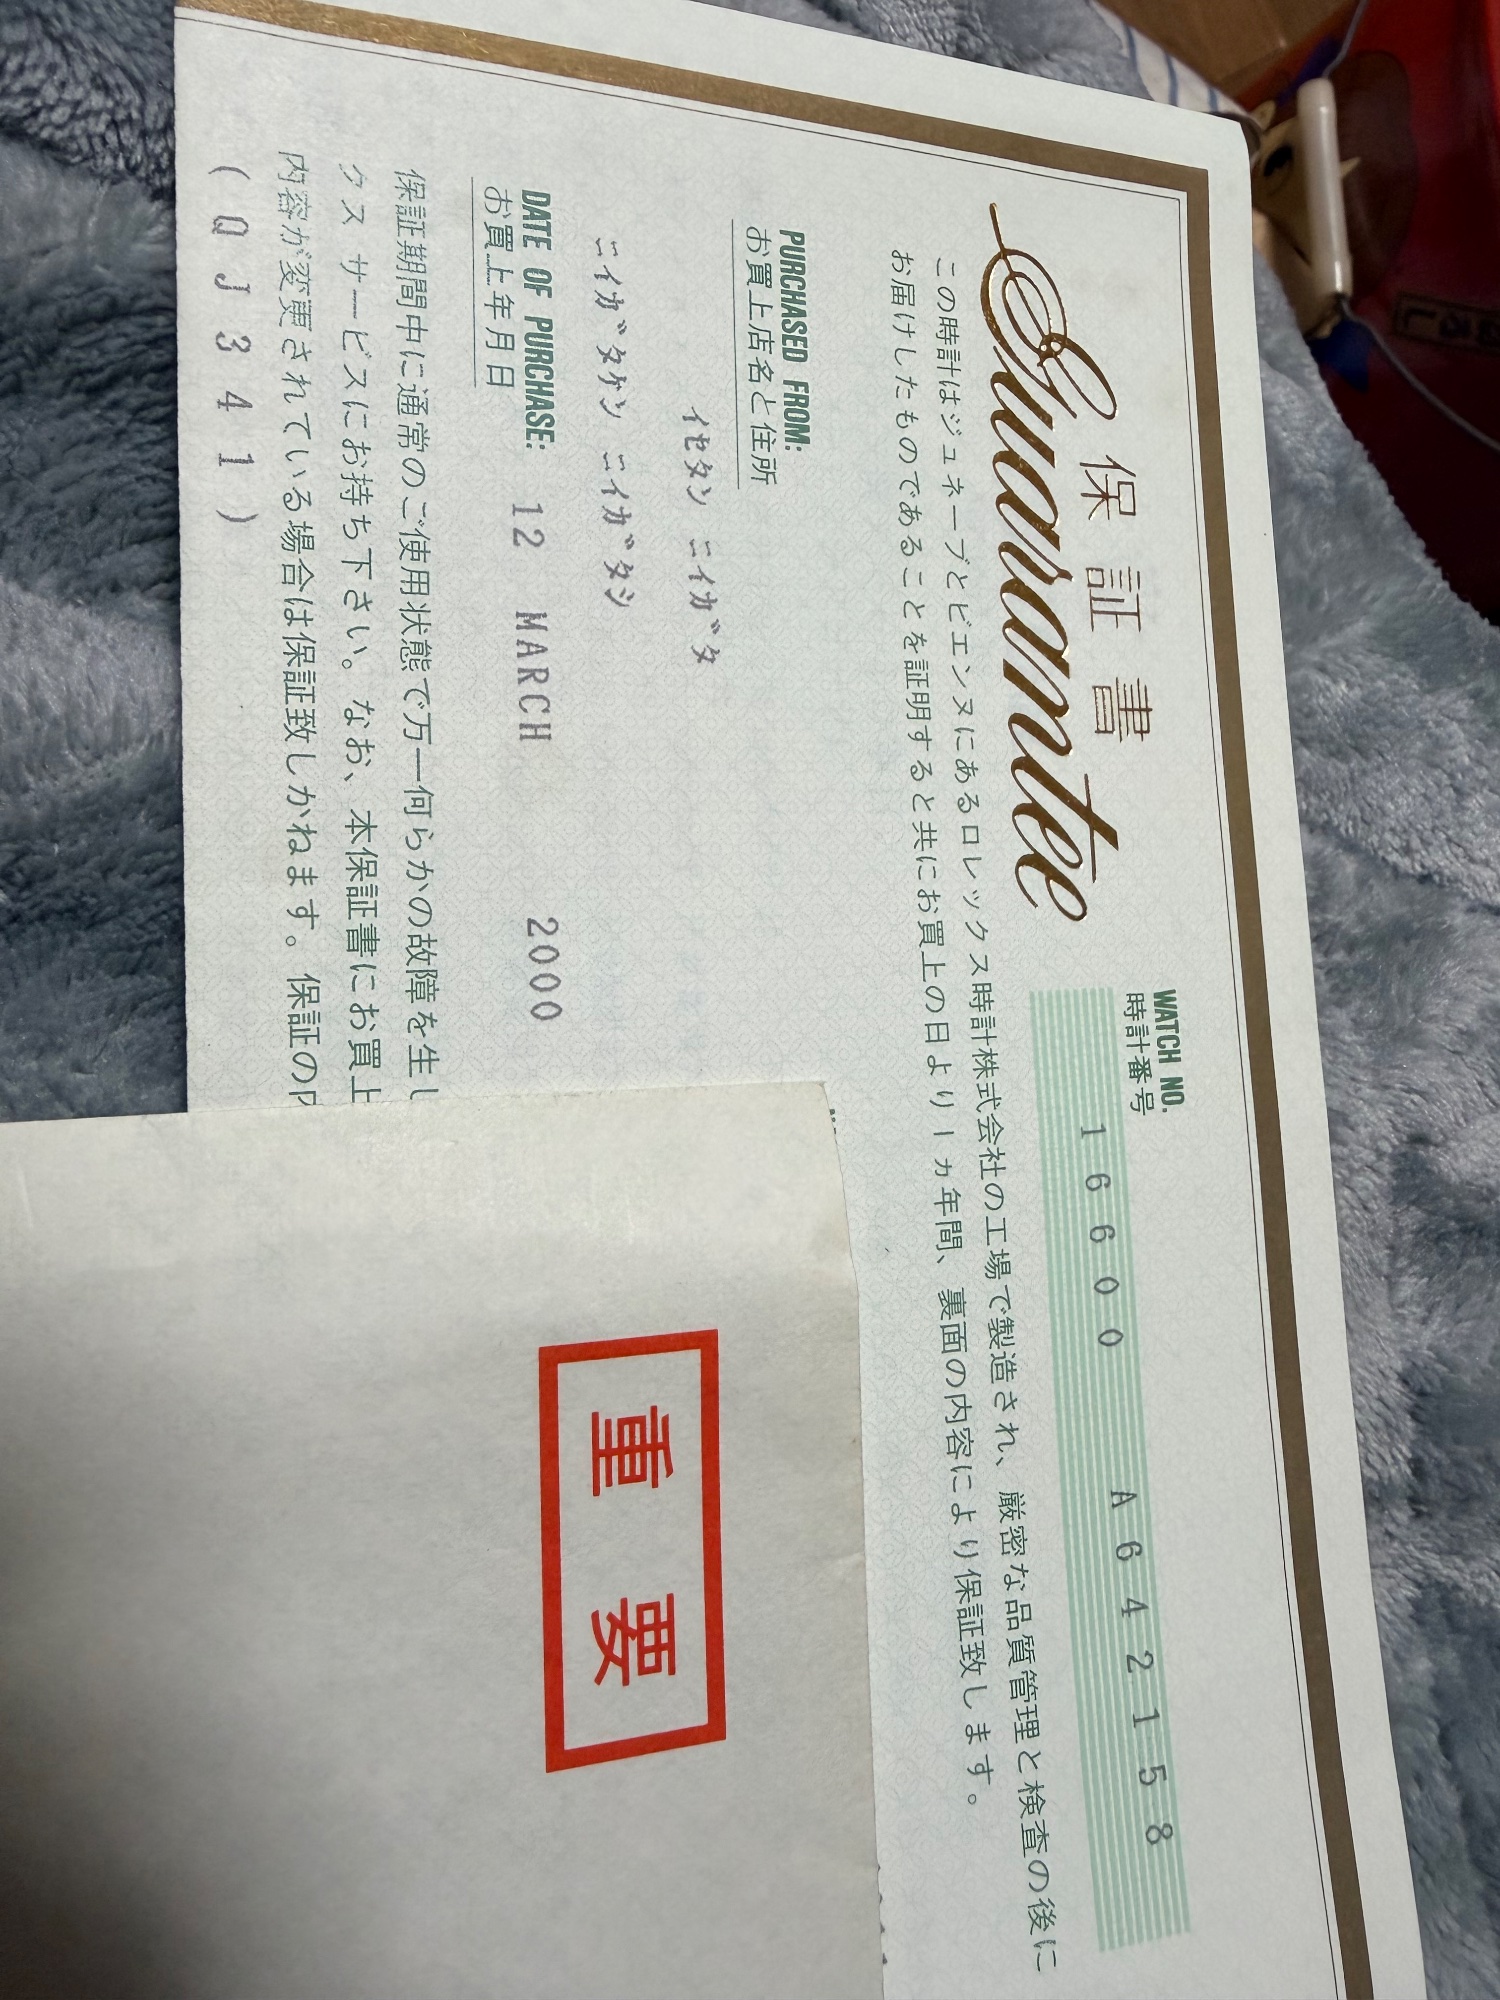 保証書
Guarantee
WATCH NO.
時計番号
16600 A642158
この時計はジュネーブとビエンヌにあるロレックス時計株式会社の工場で製造され、厳密な品質管理と検査の後に
お届けしたものであることを証明すると共にお買上の日より1ヵ年間、裏面の内容により保証致します。
PURCHASED FROM:
お買上店名と住所
イセタン ニイガタ
ニイガタケン ニイガタシ
DATE OF PURCHASE:
お買上年月日
12 MARCH 2000
保証期間中に通常のご使用状態で万一何らかの故障を生し
クス サービスにお持ち下さい。なお、本保証書にお買上
内容が変更されている場合は保証致しかねます。保証の内
(QJ341)
重要